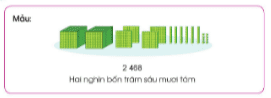 Mẫu:
2 468
Hai nghìn bốn trăm sáu mươi tám